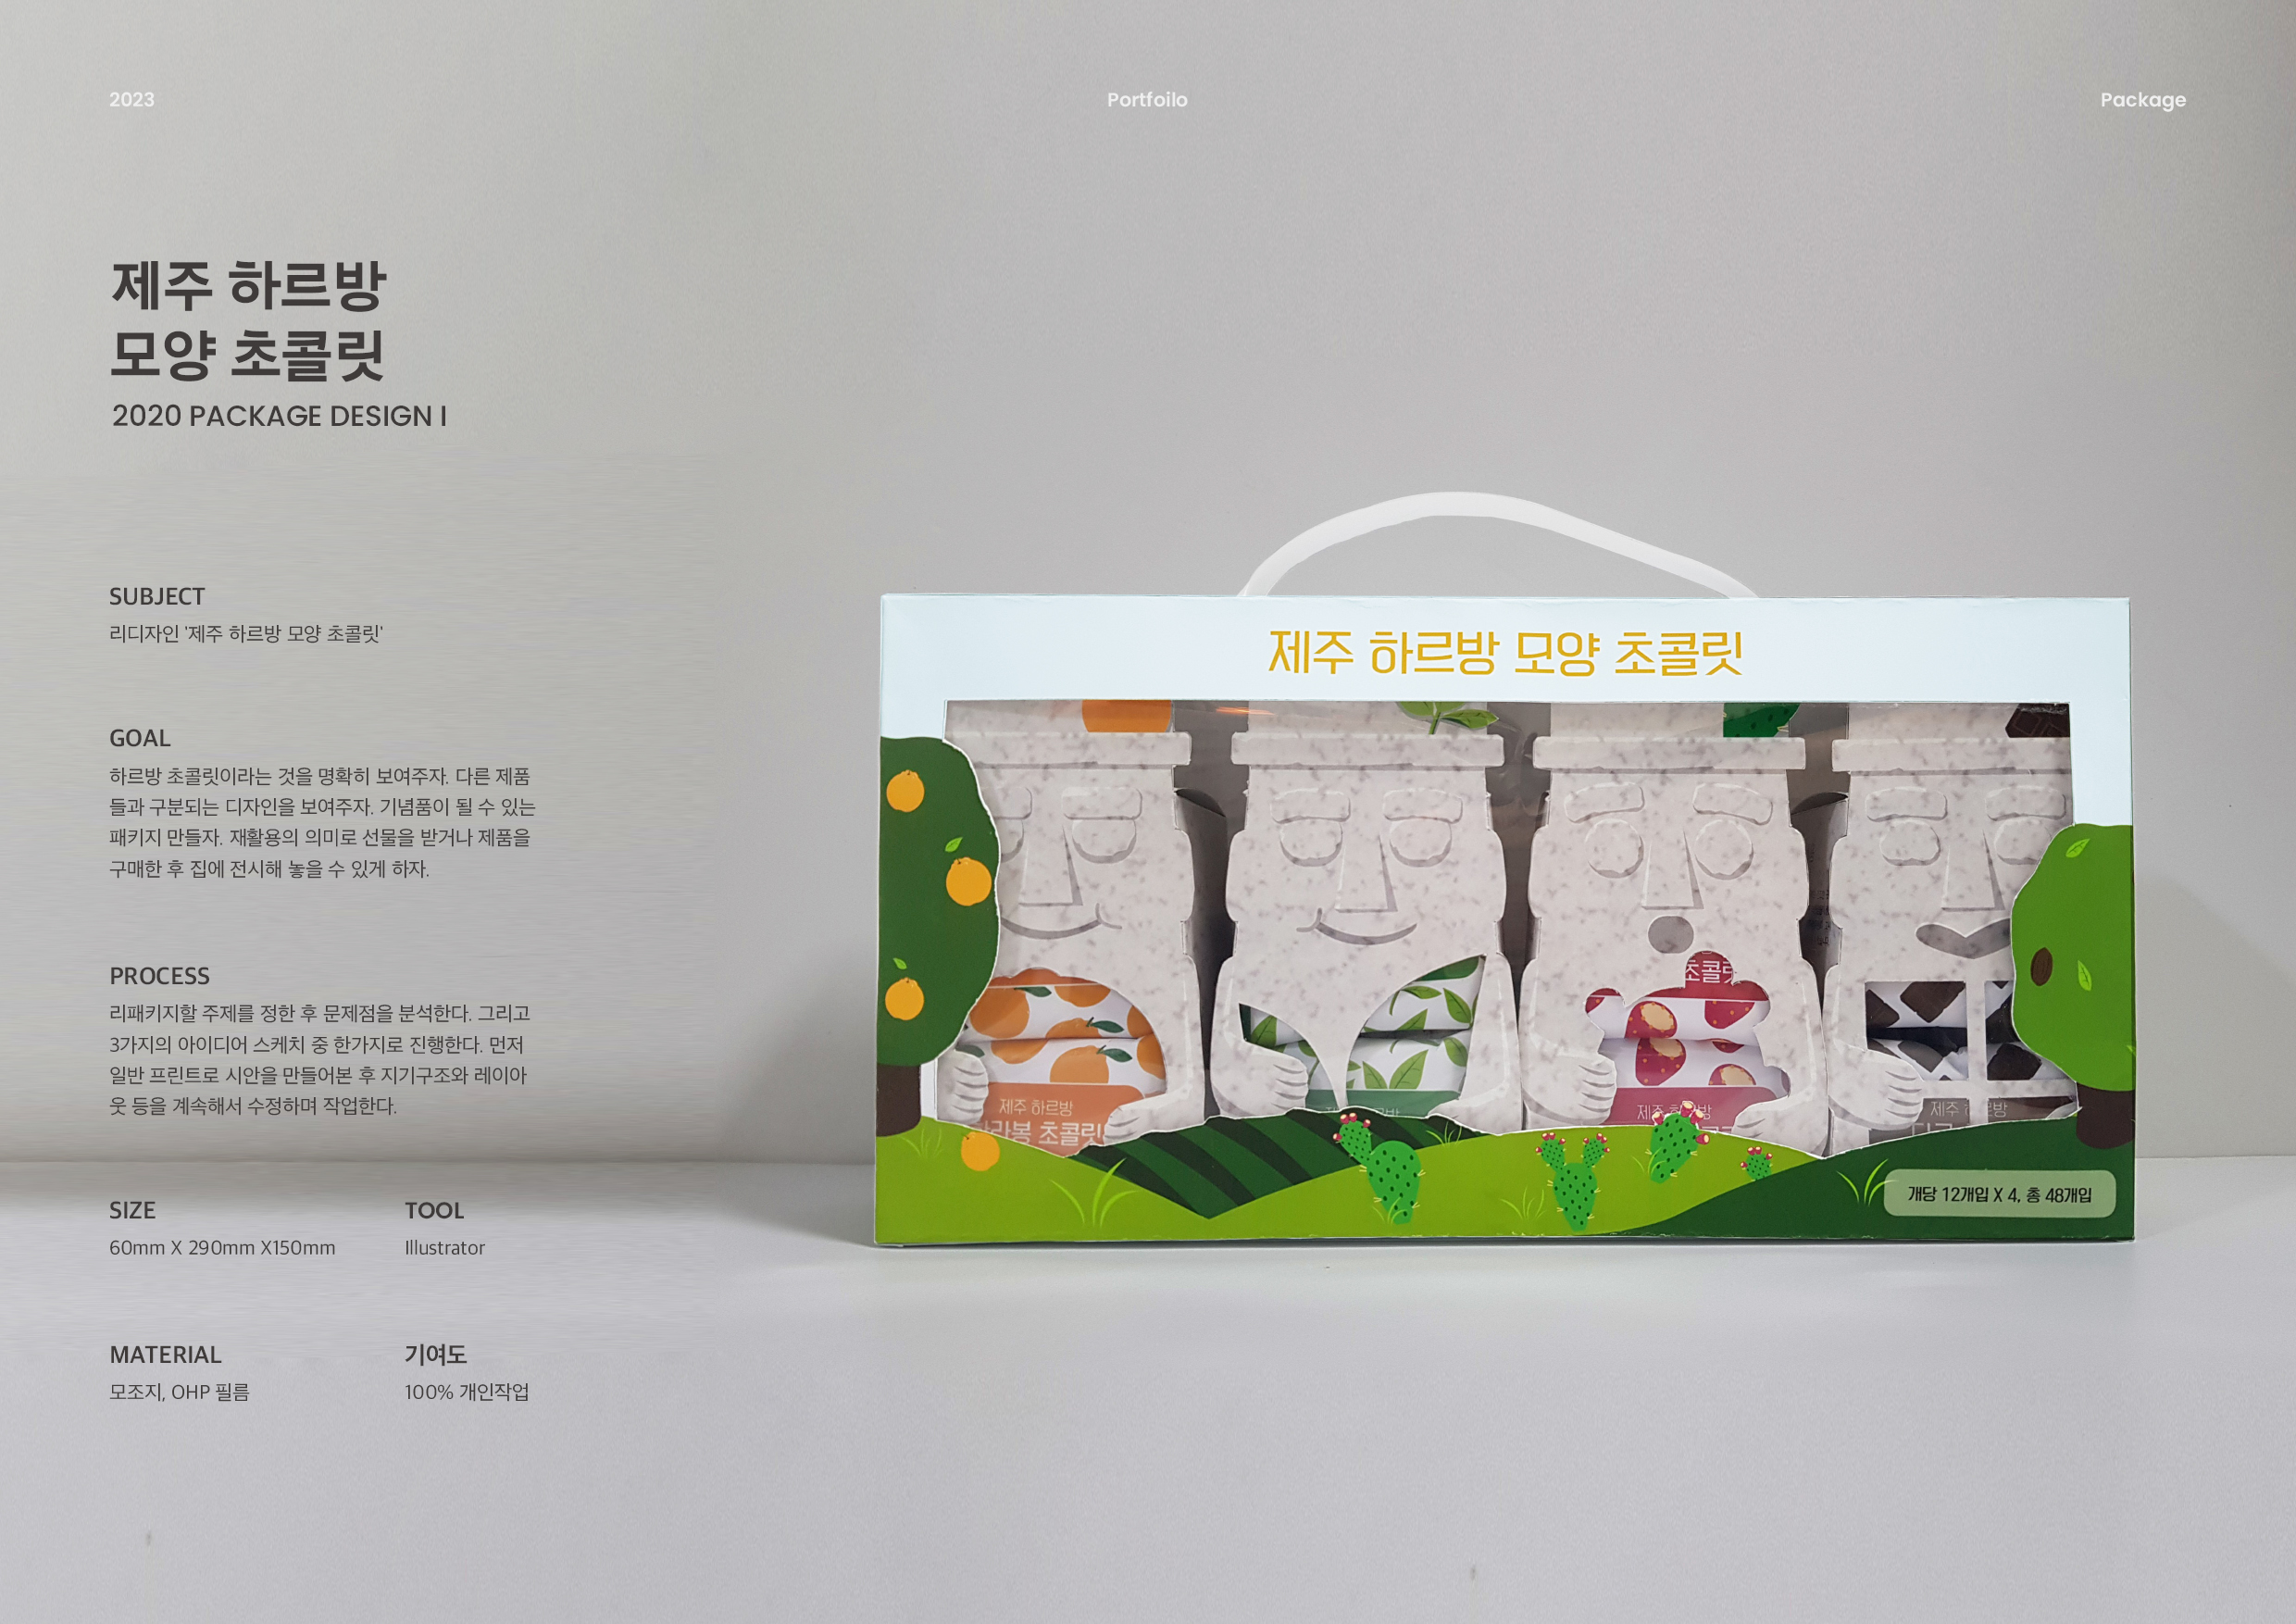 2023
Portfoilo
Package
제주 하르방
모양 초콜릿
2020 PACKAGE DESIGN I
SUBJECT
리디자인 '제주 하르방 모양 초콜릿'
GOAL
하르방 초콜릿이라는 것을 명확히 보여주자. 다른 제품
들과 구분되는 디자인을 보여주자. 기념품이 될 수 있는
패키지 만들자. 재활용의 의미로 선물을 받거나 제품을
구매한 후 집에 전시해 놓을 수 있게 하자.
PROCESS
리패키지할 주제를 정한 후 문제점을 분석한다. 그리고
3가지의 아이디어 스케치 중 한가지로 진행한다. 먼저
일반 프린트로 시안을 만들어본 후 지기구조와 레이아
웃 등을 계속해서 수정하며 작업한다.
SIZE
60mm X 290mm X150mm
TOOL
Illustrator
MATERIAL
모조지, OHP 필름
기여도
100% 개인작업
제주 하르방 모양 초콜릿
제주 하르방
초콜릿
제주
제주
개당 12개입 X 4, 총 48개입